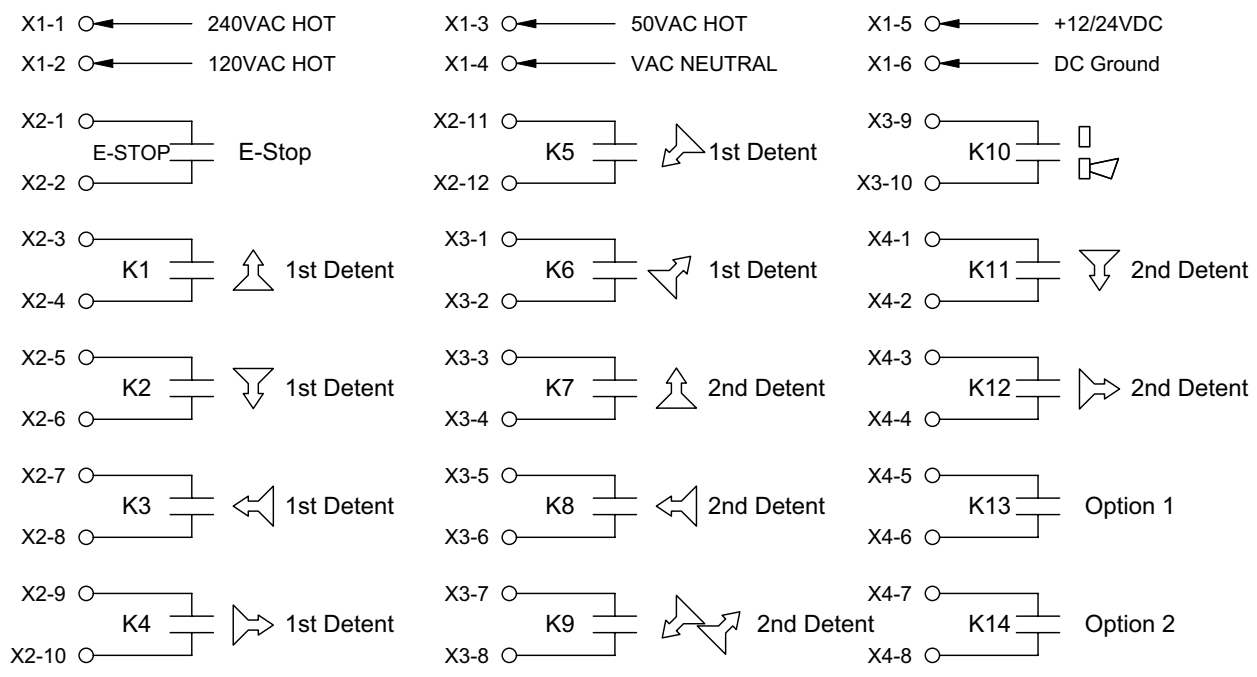 X1-1 240VAC HOT
X1-2 120VAC HOT
X1-3 50VAC HOT
X1-4 VAC NEUTRAL
X1-5 +12/24VDC
X1-6 DC Ground
X2-1
E-STOP E-Stop
X2-2
X2-3
K1 1st Detent
X2-4
X2-5
K2 1st Detent
X2-6
X2-7
K3 1st Detent
X2-8
X2-9
K4 1st Detent
X2-10
X2-11
K5 1st Detent
X2-12
X3-1
K6 1st Detent
X3-2
X3-3
K7 2nd Detent
X3-4
X3-5
K8 2nd Detent
X3-6
X3-7
K9 2nd Detent
X3-8
X3-9
K10
X3-10
X4-1
K11 2nd Detent
X4-2
X4-3
K12 2nd Detent
X4-4
X4-5
K13 Option 1
X4-6
X4-7
K14 Option 2
X4-8